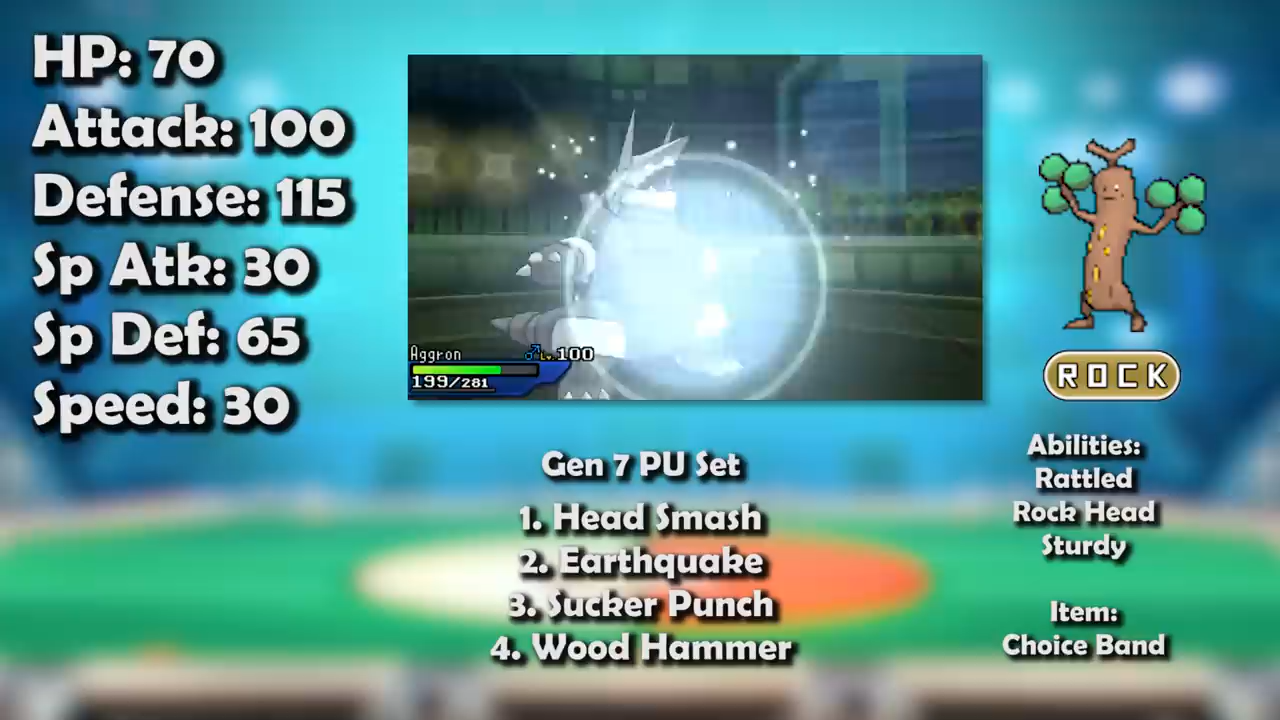 HP: 70
Attack: 100
Defense: 115
Sp Atk: 30
Sp Def: 65
Speed: 30
Aggron ♂Lv.100
199/281
Gen 7 PU Set
1. Head Smash
2. Earthquake
3. Sucker Punch
4. Wood Hammer
ROCK
Abilities:
Rattled
Rock Head
Sturdy
Item:
Choice Band